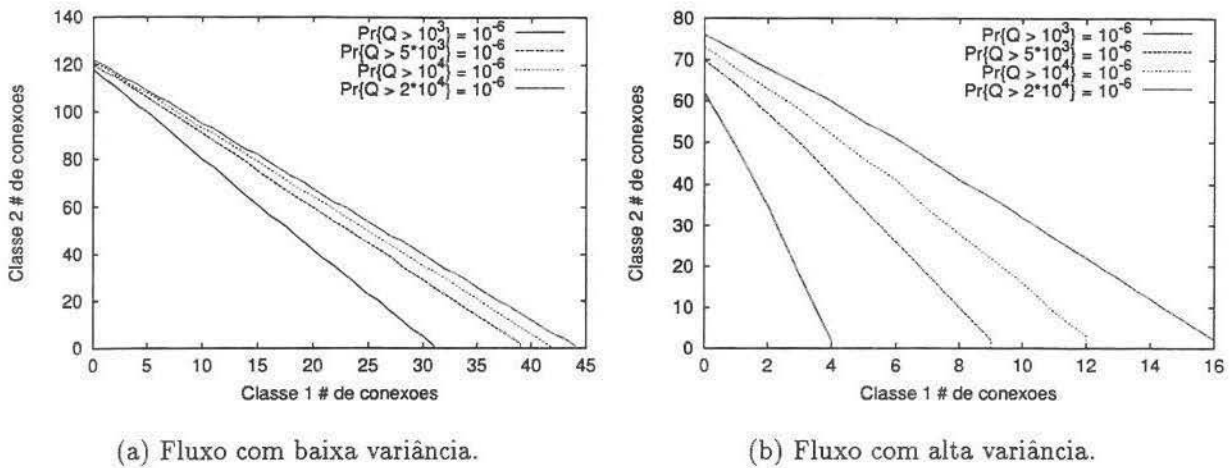 Pr{Q > 10^3} = 10^-6
Pr{Q > 5*10^3} = 10^-6
Pr{Q > 10^4} = 10^-6
Pr{Q > 2*10^4} = 10^-6
140
120
100
80
60
40
20
0
Classe 2 # de conexoes
0 5 10 15 20 25 30 35 40 45
Classe 1 # de conexoes
(a) Fluxo com baixa variância.
Pr{Q > 10^3} = 10^-6
Pr{Q > 5*10^3} = 10^-6
Pr{Q > 10^4} = 10^-6
Pr{Q > 2*10^4} = 10^-6
80
70
60
50
40
30
20
10
0
Classe 2 # de conexoes
0 2 4 6 8 10 12 14 16
Classe 1 # de conexoes
(b) Fluxo com alta variância.